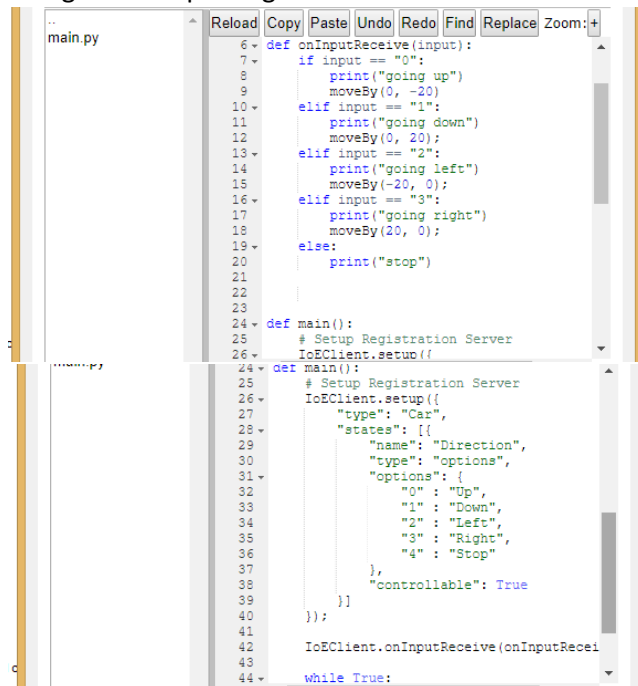 ..
main.py
Reload Copy Paste Undo Redo Find Replace Zoom: +
6 def onInputReceive(input):
7     if input == "0":
8         print("going up")
9         moveBy(0, -20)
10     elif input == "1":
11         print("going down")
12         moveBy(0, 20);
13     elif input == "2":
14         print("going left")
15         moveBy(-20, 0);
16     elif input == "3":
17         print("going right")
18         moveBy(20, 0);
19     else:
20         print("stop")
21
22
23
24 def main():
25     # Setup Registration Server
26     IoEClient.setup({
main.py
24 def main():
25     # Setup Registration Server
26     IoEClient.setup({
27         "type": "Car",
28         "states": [{
29             "name": "Direction",
30             "type": "options",
31             "options": {
32                 "0" : "Up",
33                 "1" : "Down",
34                 "2" : "Left",
35                 "3" : "Right",
36                 "4" : "Stop"
37             },
38             "controllable": True
39         }]
40     });
41
42     IoEClient.onInputReceive(onInputRecei
43
44     while True: